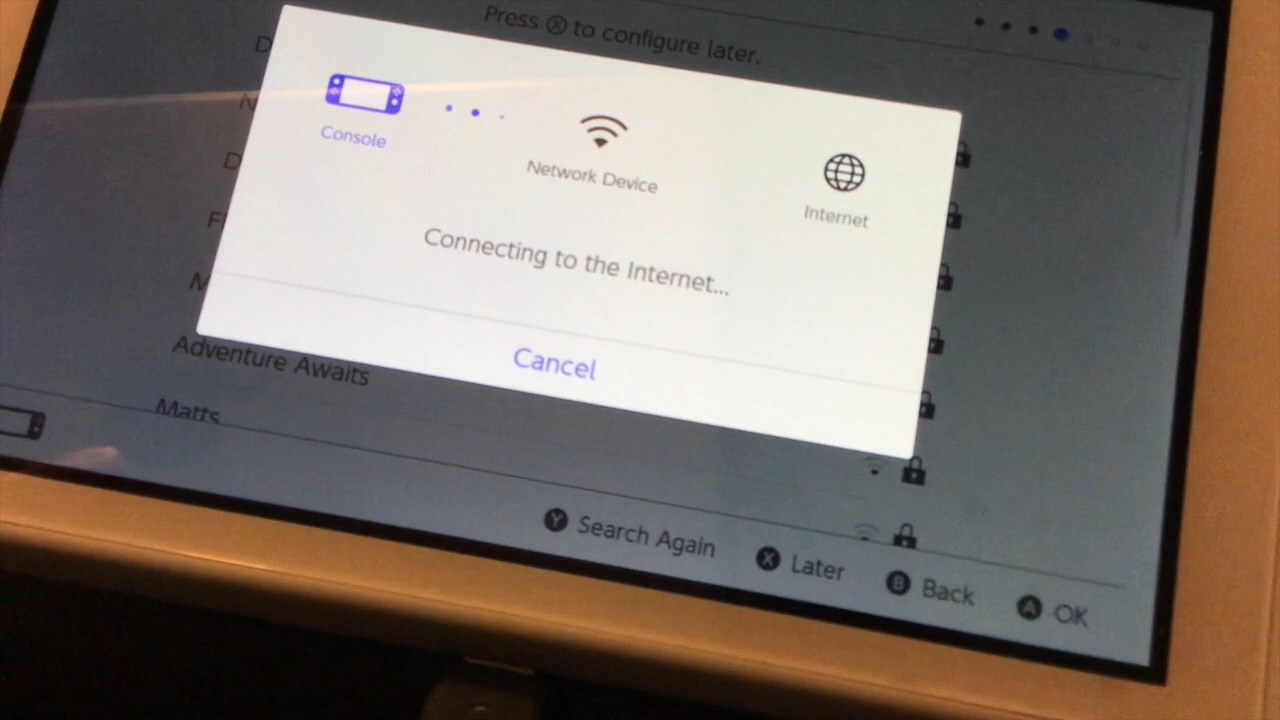 Press Ⓧ to configure later.
Console
Network Device
Internet
Connecting to the Internet...
Cancel
Adventure Awaits
Matts
Y Search Again
X Later
B Back
A OK